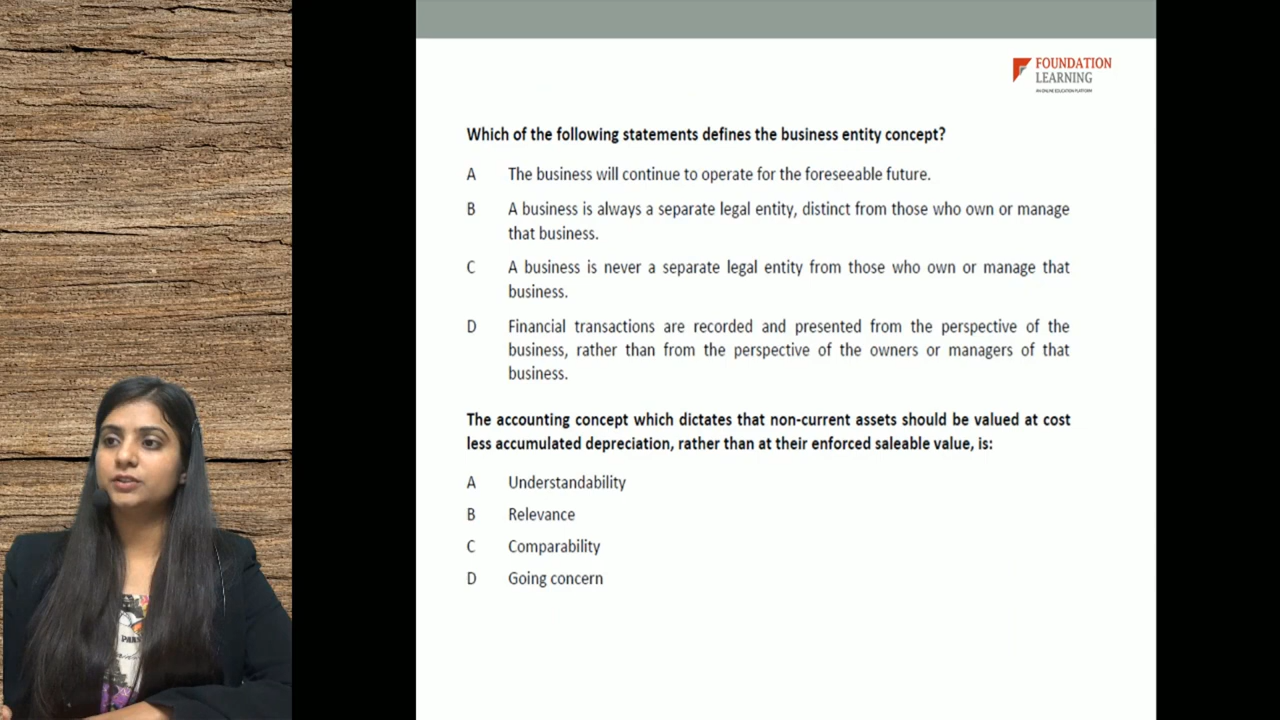 FOUNDATION
LEARNING
AN ONLINE EDUCATION PLATFORM
Which of the following statements defines the business entity concept?
A The business will continue to operate for the foreseeable future.
B A business is always a separate legal entity, distinct from those who own or manage
that business.
C A business is never a separate legal entity from those who own or manage that
business.
D Financial transactions are recorded and presented from the perspective of the
business, rather than from the perspective of the owners or managers of that
business.
The accounting concept which dictates that non-current assets should be valued at cost
less accumulated depreciation, rather than at their enforced saleable value, is:
A Understandability
B Relevance
C Comparability
D Going concern